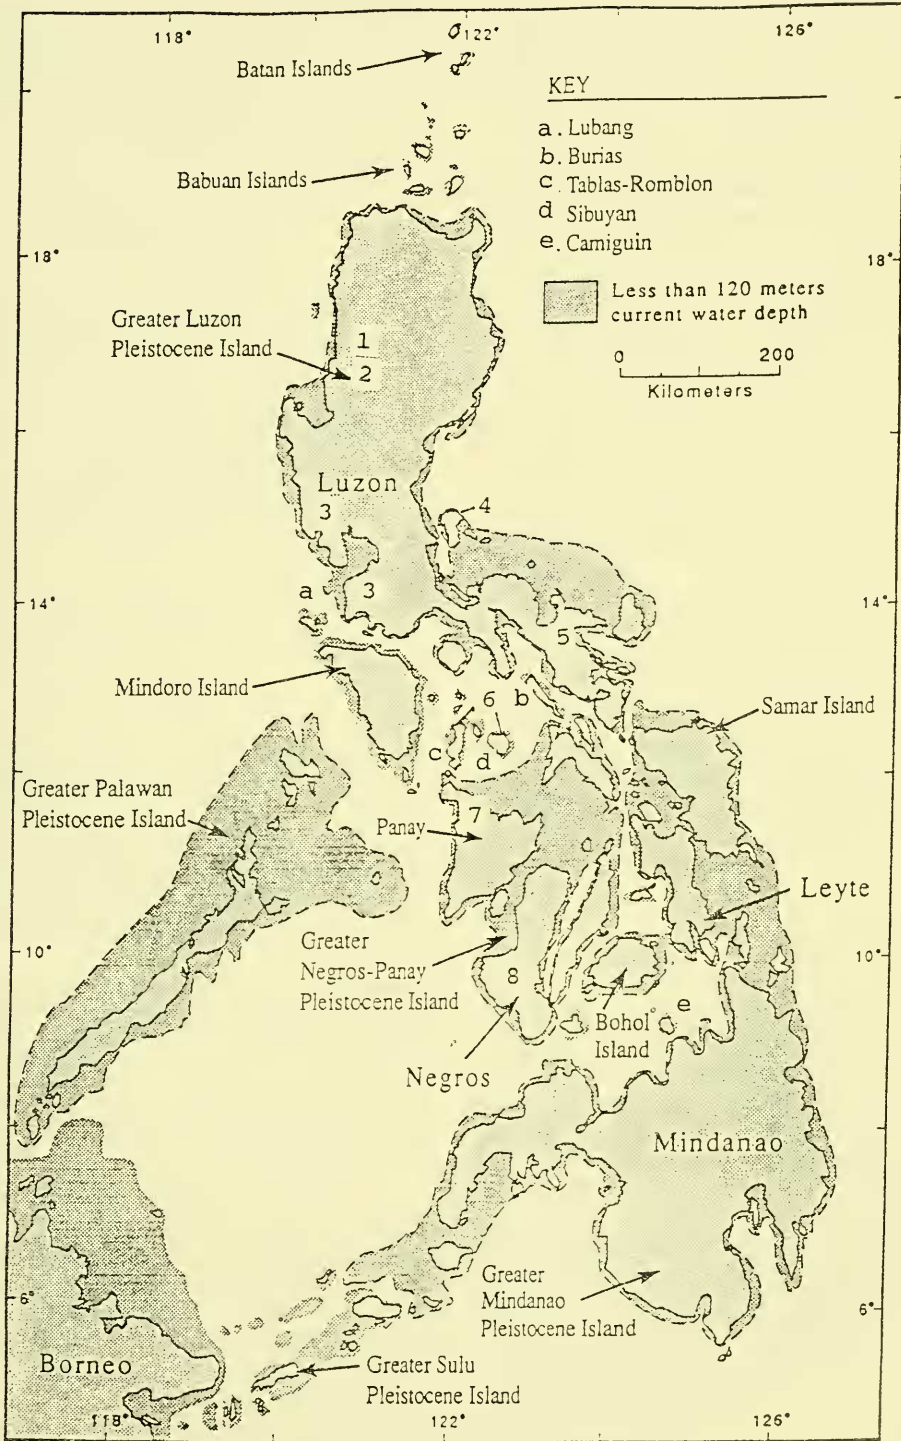 118°
122°
126°
Batan Islands
KEY
a. Lubang
b. Burias
c Tablas-Romblon
d Sibuyan
e. Camiguin
Babuan Islands
18°
18°
Less than 120 meters
current water depth
Greater Luzon
Pleistocene Island
1
2
0 200
Kilometers
Luzon
3
4
a
3
14°
14°
5
Mindoro Island
6
b
Samar Island
c
d
Greater Palawan
Pleistocene Island
7
Panay
Leyte
10°
10°
Greater
Negros-Panay
Pleistocene Island
8
e
Bohol
Island
Negros
Mindanao
6°
6°
Greater
Mindanao
Pleistocene Island
Borneo
Greater Sulu
Pleistocene Island
118°
122°
126°